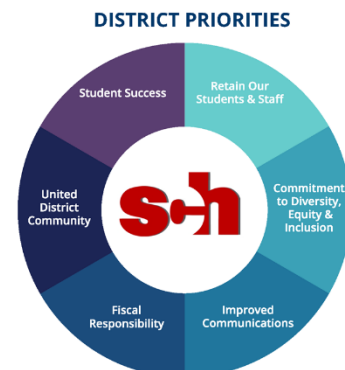 DISTRICT PRIORITIES
Student Success
Retain Our
Students & Staff
United
District
Community
sch
Commitment
to Diversity,
Equity &
Inclusion
Fiscal
Responsibility
Improved
Communications